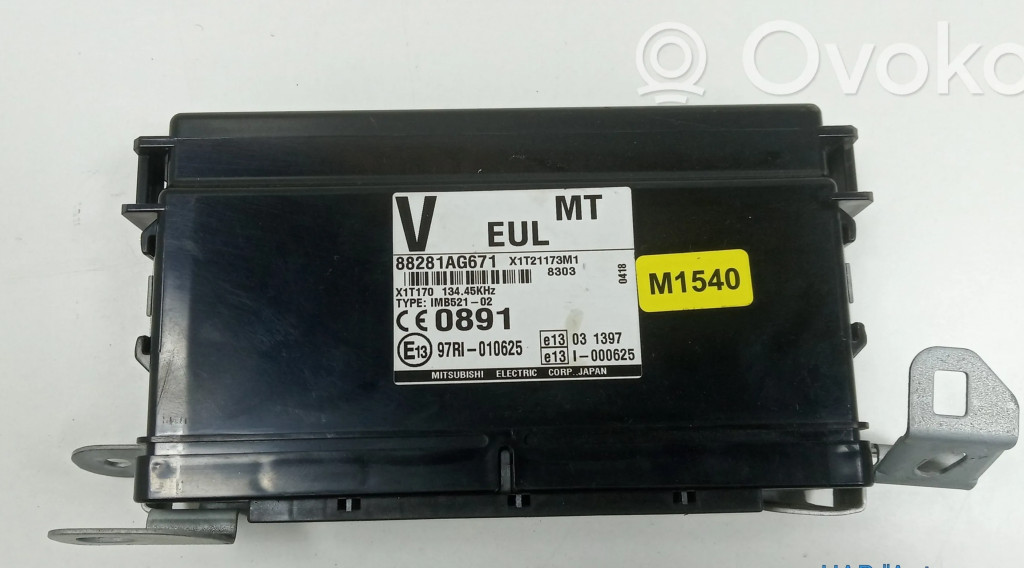 Ovoko
V MT
EUL
88281AG671 X1T21173M1
8303
0418
X1T170 134.45KHz
TYPE: IMB521-02
CE 0891
E13 97RI-010625
e13 03 1397
e13 I-000625
MITSUBISHI ELECTRIC CORP.JAPAN
M1540